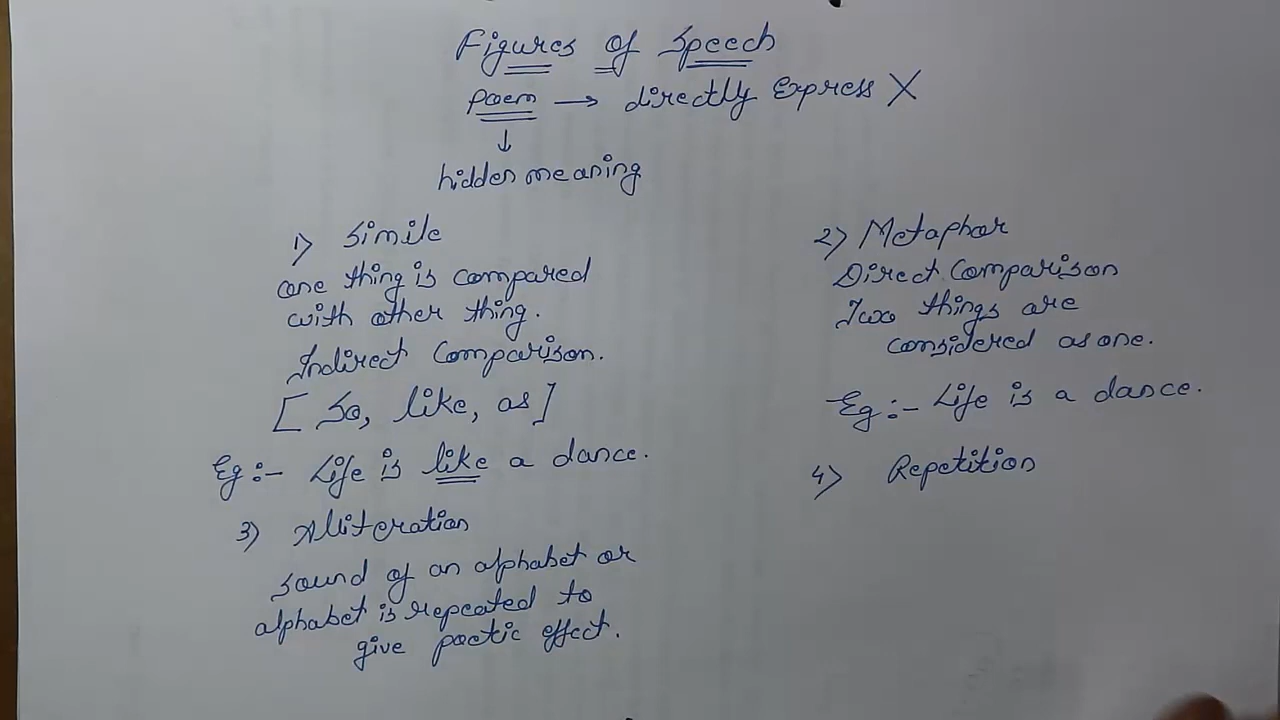 Figures of Speech
Poem → directly Express X
↓
hidden meaning
1) Simile
one thing is compared
with other thing.
Indirect Comparison.
[ So, like, as ]
Eg :- Life is like a dance.
2) Metaphor
Direct Comparison
Two things are
considered as one.
Eg :- Life is a dance.
3) Alliteration
Sound of an alphabet or
alphabet is repeated to
give poetic effect.
4) Repetition